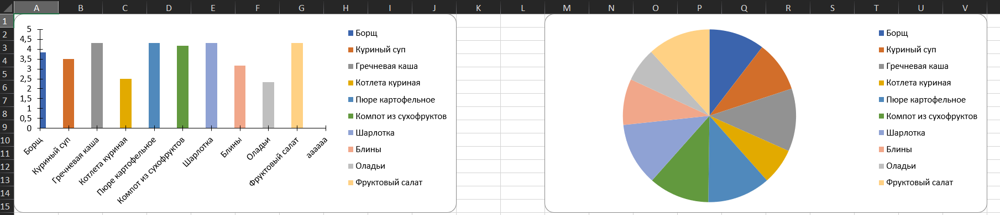 A B C D E F G H I J K L M N O P Q R S T U V
1
2
3
4
5
6
7
8
9
10
11
12
13
14
15
5
4,5
4
3,5
3
2,5
2
1,5
1
0,5
0
Борщ
Куриный суп
Гречневая каша
Котлета куриная
Пюре картофельное
Компот из сухофруктов
Шарлотка
Блины
Оладьи
Фруктовый салат
аааааа
Борщ
Куриный суп
Гречневая каша
Котлета куриная
Пюре картофельное
Компот из сухофруктов
Шарлотка
Блины
Оладьи
Фруктовый салат
Борщ
Куриный суп
Гречневая каша
Котлета куриная
Пюре картофельное
Компот из сухофруктов
Шарлотка
Блины
Оладьи
Фруктовый салат